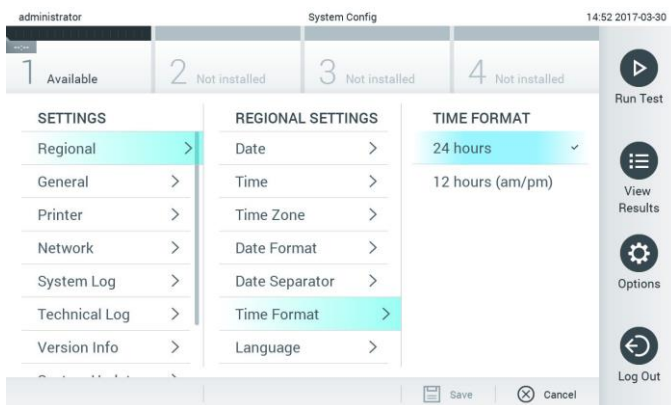 administrator System Config 14:52 2017-03-30
--:--
1 Available 2 Not installed 3 Not installed 4 Not installed
Run Test
SETTINGS REGIONAL SETTINGS TIME FORMAT
Regional > Date > 24 hours ✓
General > Time > 12 hours (am/pm)
View
Results
Printer > Time Zone >
Network > Date Format >
System Log > Date Separator >
Options
Technical Log > Time Format >
Version Info > Language >
Log Out
Save Cancel